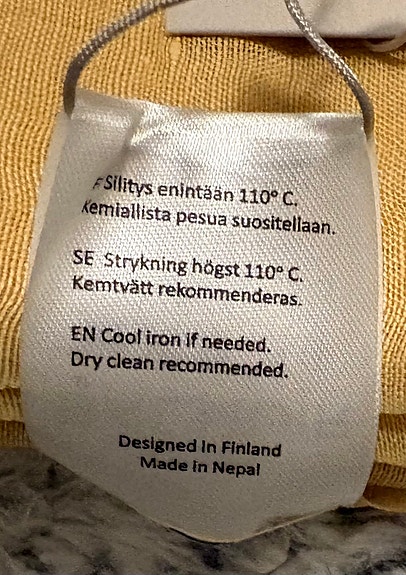 Silitys enintään 110° C.
Kemiallista pesua suositellaan.
SE Strykning högst 110° C.
Kemtvätt rekommenderas.
EN Cool iron if needed.
Dry clean recommended.
Designed in Finland
Made in Nepal